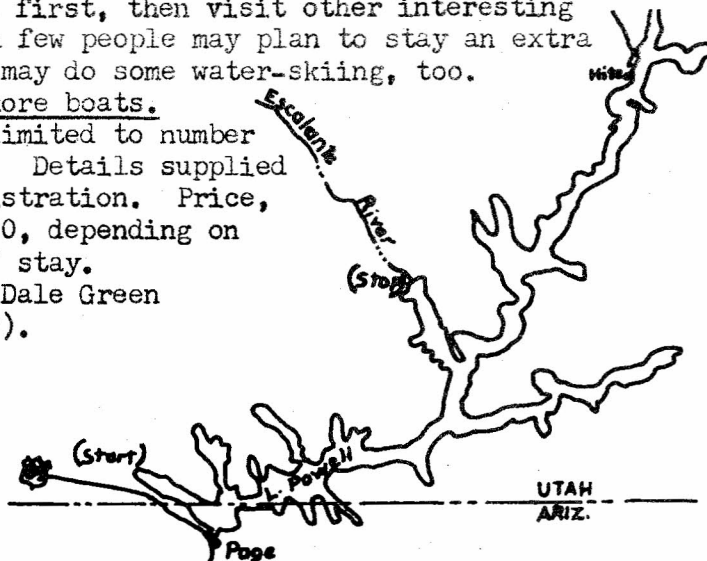 first, then visit other interesting
few people may plan to stay an extra
may do some water-skiing, too.
ore boats.
imited to number
Details supplied
stration. Price,
0, depending on
stay.
Dale Green
).
Hite
Escalante
River
(Stop)
(Start)
L. Powell
UTAH
ARIZ.
Page